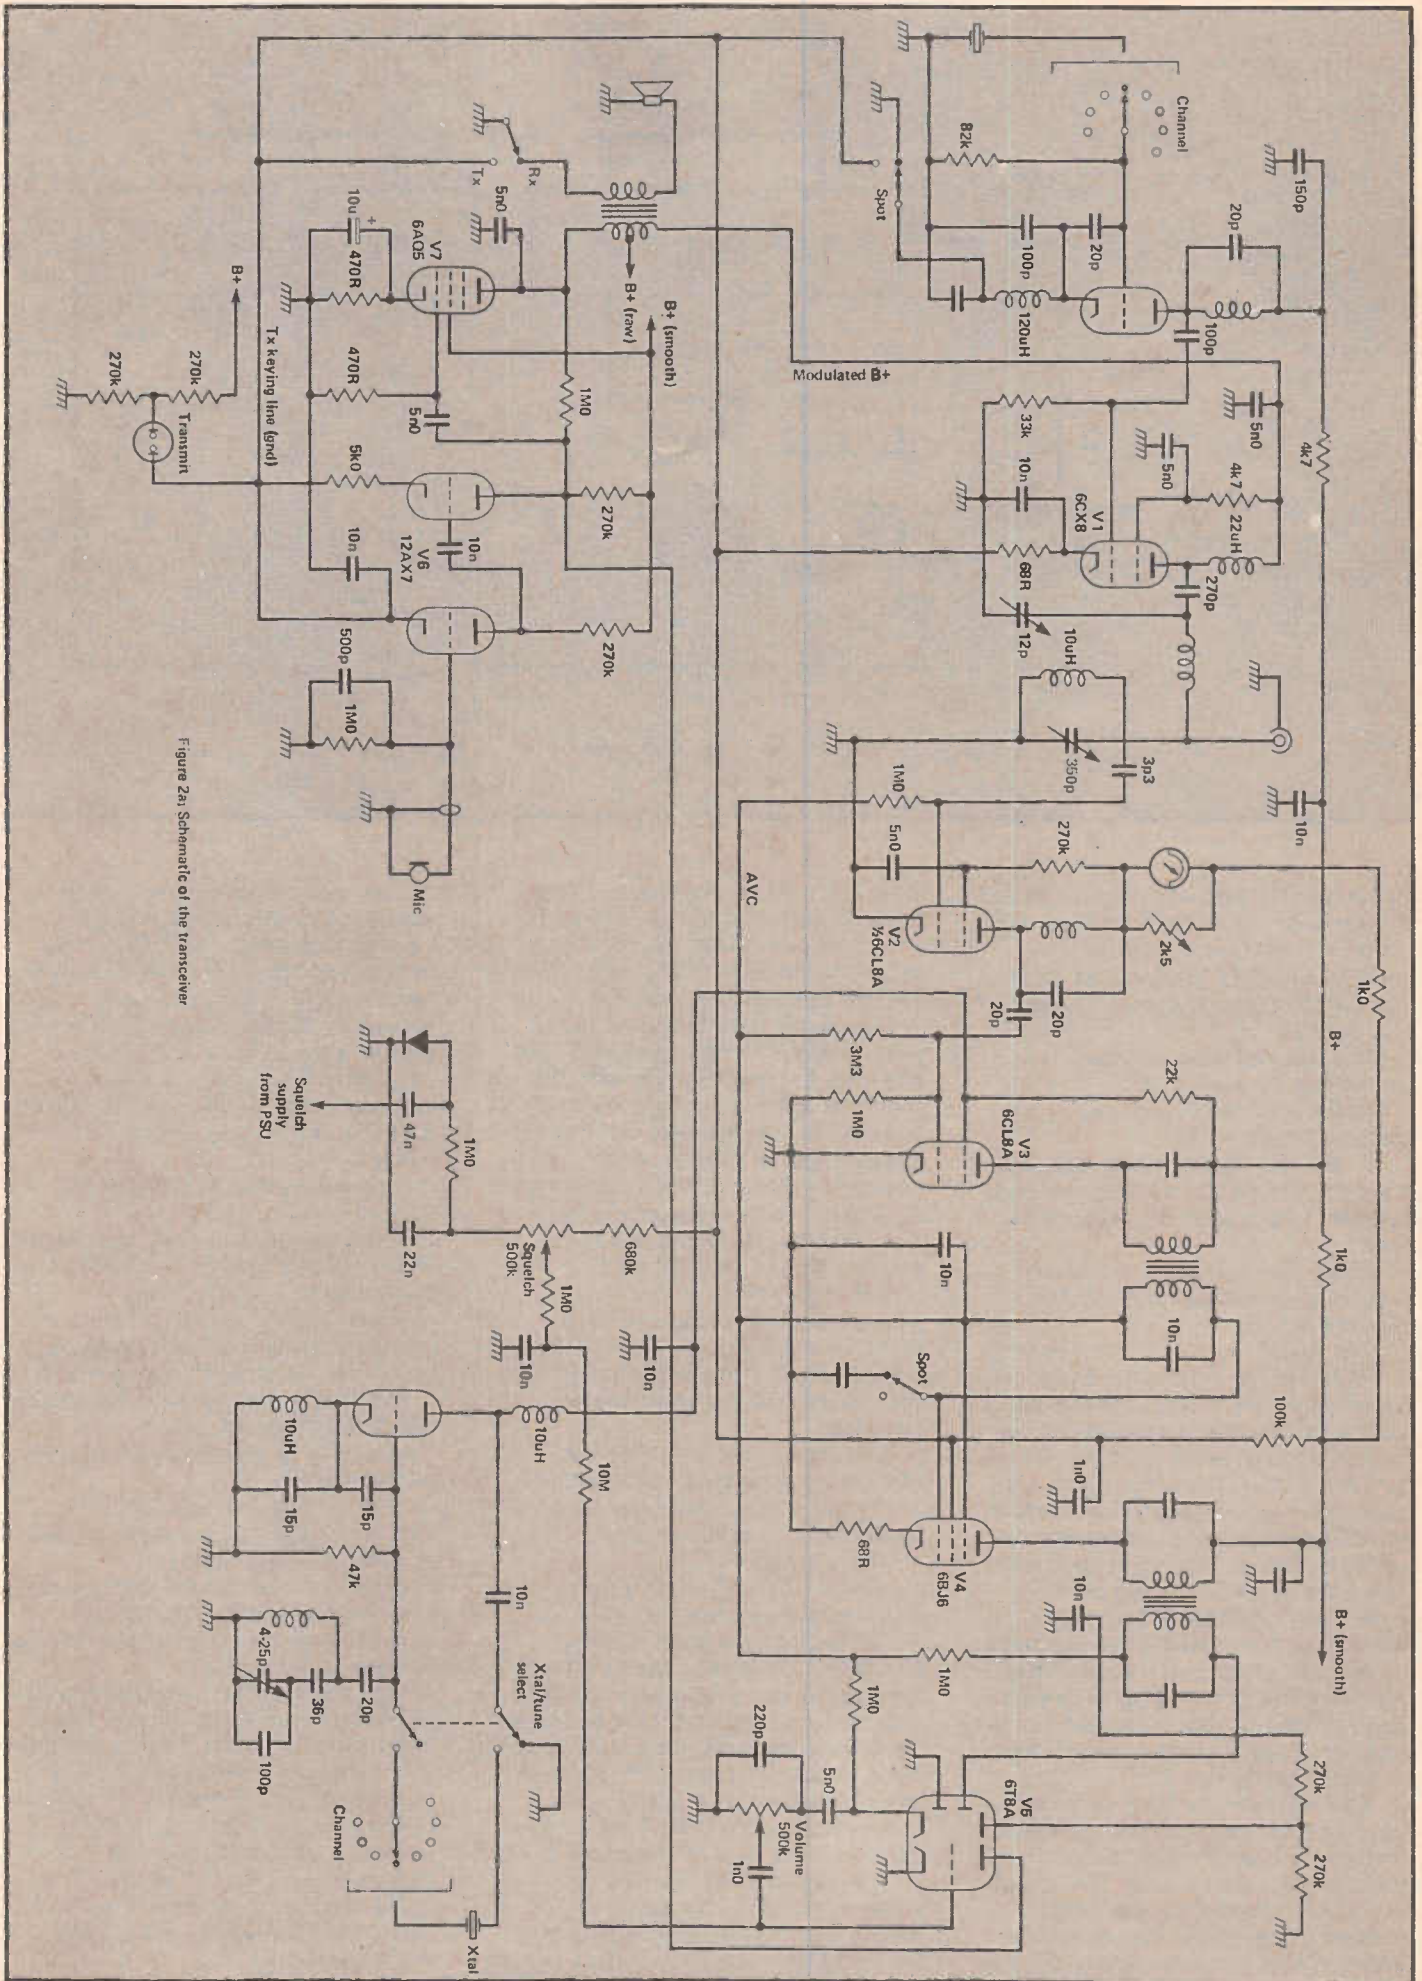 Channel
150p
20p
82k
Spot
100p
20p
120uH
100p
4k7
Modulated B+
5n0
33k
10n
5n0
4k7
22uH
V1
6CX8
68R
270p
12p
10uH
350p
3p3
10n
1M0
5n0
270k
AVC
V2
½6CL8A
2k5
1k0
20p
20p
B+
3M3
1M0
22k
V3
6CL8A
10n
1k0
10n
Spot
100k
1n0
68R
V4
6BJ6
10n
B+ (smooth)
1M0
1M0
270k
270k
220p
5n0
Volume
500k
1n0
V5
6T8A
Rx
Tx
5n0
B+ (raw)
B+ (smooth)
V7
6AQ5
10u
+
470R
470R
5n0
1M0
B+
270k
270k
Transmit
Tx keying line (gnd)
5k0
10n
V6
12AX7
270k
270k
10n
500p
1M0
Mic
Squelch
supply
from PSU
47n
1M0
22n
Squelch
500k
680k
1M0
10n
10n
10uH
10M
10uH
15p
15p
47k
10n
Xtal/tune
select
4-25p
36p
20p
100p
Channel
Xtal
Figure 2a: Schematic of the transceiver